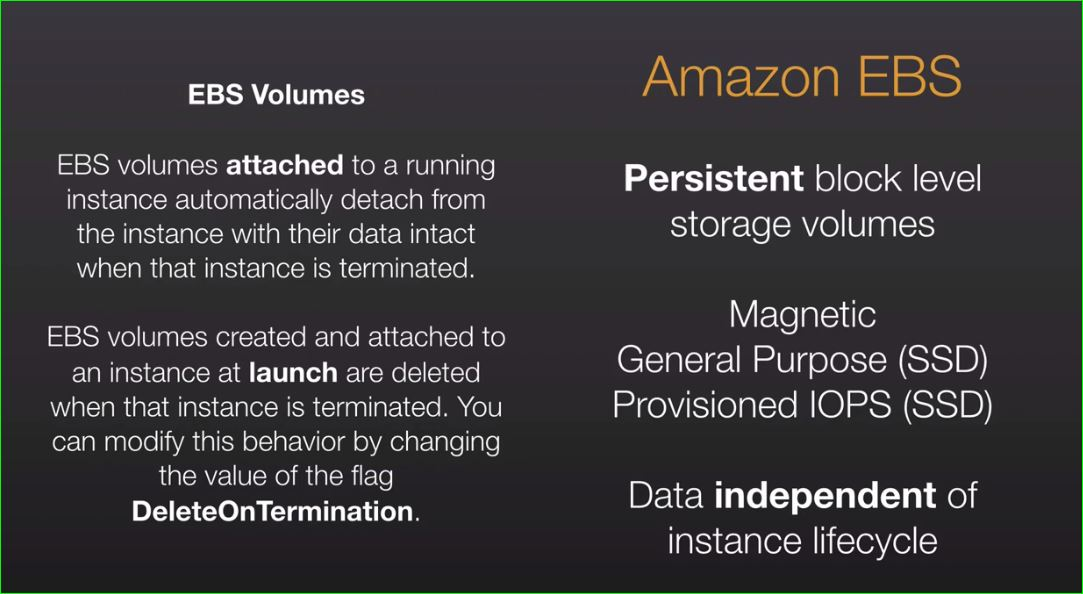 EBS Volumes
EBS volumes attached to a running
instance automatically detach from
the instance with their data intact
when that instance is terminated.
EBS volumes created and attached to
an instance at launch are deleted
when that instance is terminated. You
can modify this behavior by changing
the value of the flag
DeleteOnTermination.
Amazon EBS
Persistent block level
storage volumes
Magnetic
General Purpose (SSD)
Provisioned IOPS (SSD)
Data independent of
instance lifecycle